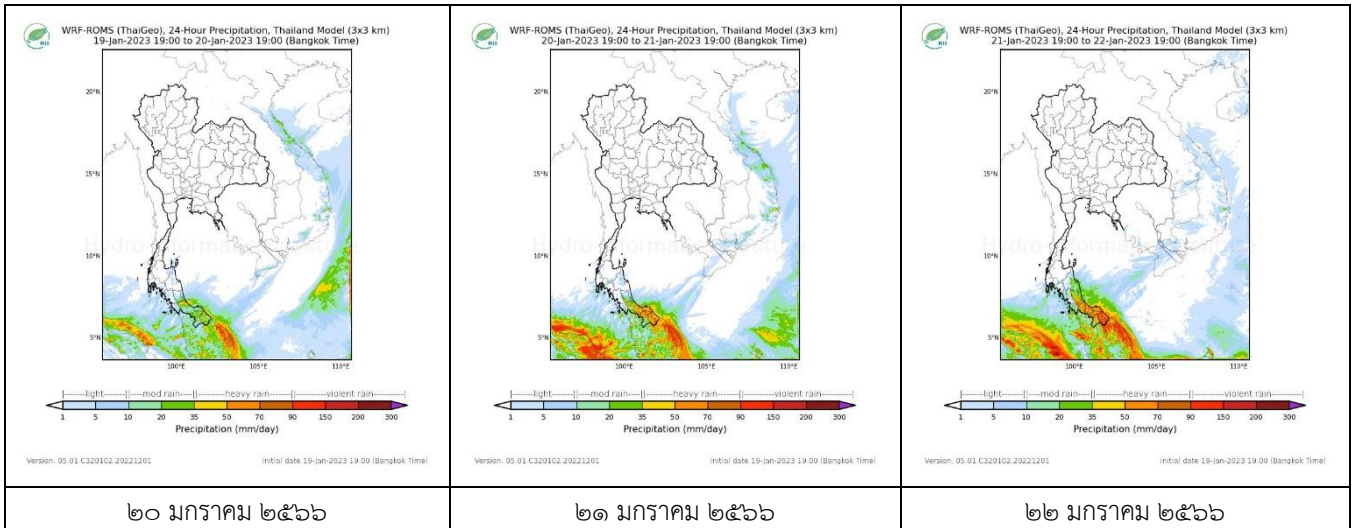 WRF-ROMS (ThaiGeo), 24-Hour Precipitation, Thailand Model (3x3 km)
19-Jan-2023 19:00 to 20-Jan-2023 19:00 (Bangkok Time)
HII
20°N
15°N
10°N
5°N
100°E 105°E 110°E
|-------light-------||---mod rain---||-------heavy rain-------||-------violent rain-------|
1 5 10 20 35 50 70 90 150 200 300
Precipitation (mm/day)
Version: 05.01.C320102.20221201 initial date 19-Jan-2023 19:00 (Bangkok Time)
๒๐ มกราคม ๒๕๖๖
WRF-ROMS (ThaiGeo), 24-Hour Precipitation, Thailand Model (3x3 km)
20-Jan-2023 19:00 to 21-Jan-2023 19:00 (Bangkok Time)
HII
20°N
15°N
10°N
5°N
100°E 105°E 110°E
|-------light-------||---mod rain---||-------heavy rain-------||-------violent rain-------|
1 5 10 20 35 50 70 90 150 200 300
Precipitation (mm/day)
Version: 05.01.C320102.20221201 initial date 19-Jan-2023 19:00 (Bangkok Time)
๒๑ มกราคม ๒๕๖๖
WRF-ROMS (ThaiGeo), 24-Hour Precipitation, Thailand Model (3x3 km)
21-Jan-2023 19:00 to 22-Jan-2023 19:00 (Bangkok Time)
HII
20°N
15°N
10°N
5°N
100°E 105°E 110°E
|-------light-------||---mod rain---||-------heavy rain-------||-------violent rain-------|
1 5 10 20 35 50 70 90 150 200 300
Precipitation (mm/day)
Version: 05.01.C320102.20221201 initial date 19-Jan-2023 19:00 (Bangkok Time)
๒๒ มกราคม ๒๕๖๖